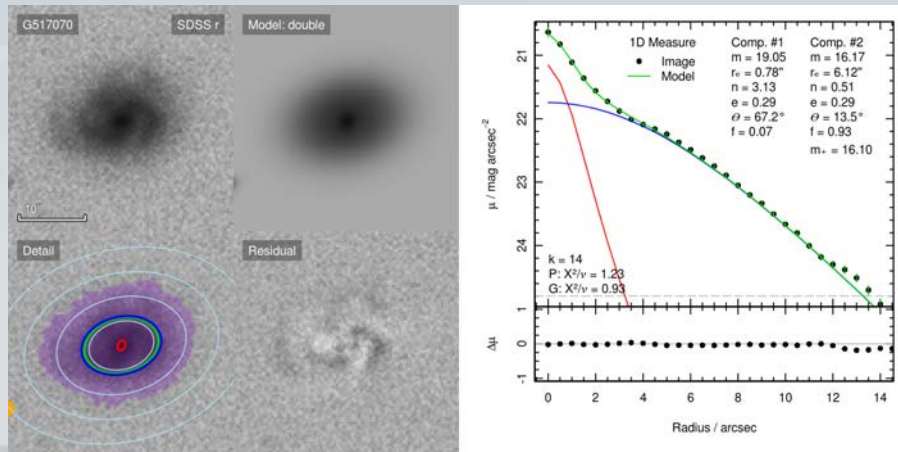 G517070
SDSS r
Model: double
10"
Detail
Residual
1D Measure
Image
Model
Comp. #1
m = 19.05
rₑ = 0.78"
n = 3.13
e = 0.29
θ = 67.2°
f = 0.07
Comp. #2
m = 16.17
rₑ = 6.12"
n = 0.51
e = 0.29
θ = 13.5°
f = 0.93
m₊ = 16.10
μ / mag arcsec⁻²
21
22
23
24
k = 14
P: X²/ν = 1.23
G: X²/ν = 0.93
Δμ
1
0
-1
0 2 4 6 8 10 12 14
Radius / arcsec